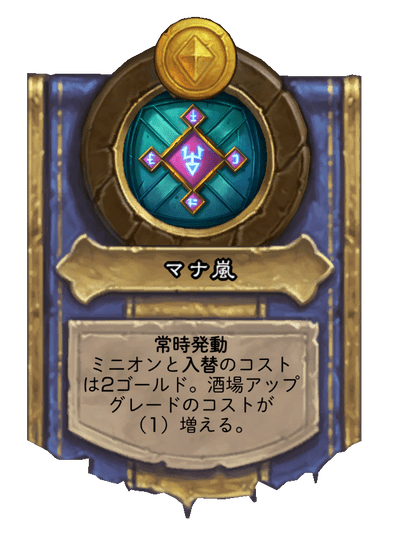 マナ嵐
常時発動
ミニオンと入替のコスト
は2ゴールド。酒場アップ
グレードのコストが
（1）増える。